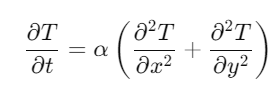 ∂T/∂t = α (∂²T/∂x² + ∂²T/∂y²)